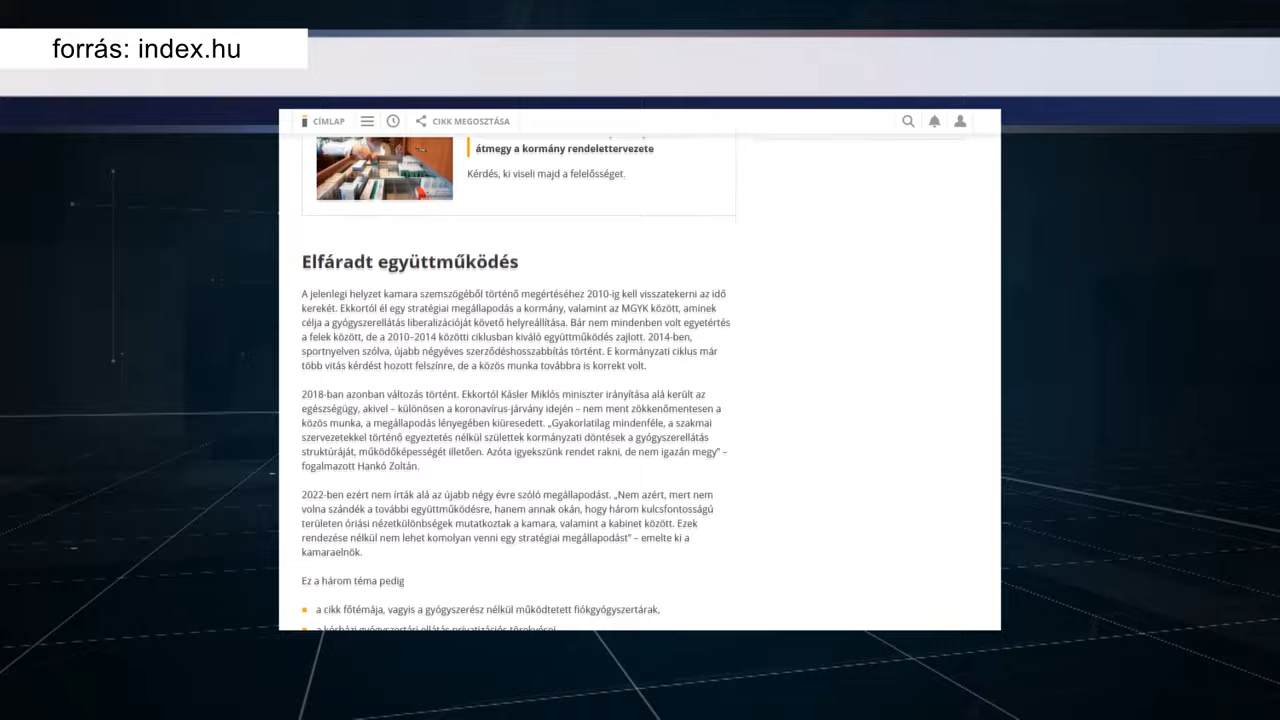 forrás: index.hu
CÍMLAP
CIKK MEGOSZTÁSA
átmegy a kormány rendelettervezete
Kérdés, ki viseli majd a felelősséget.
Elfáradt együttműködés
A jelenlegi helyzet kamara szemszögéből történő megértéséhez 2010-ig kell visszatekerni az idő
kerekét. Ekkortól él egy stratégiai megállapodás a kormány, valamint az MGYK között, aminek
célja a gyógyszerellátás liberalizációját követő helyreállítása. Bár nem mindenben volt egyetértés
a felek között, de a 2010–2014 közötti ciklusban kiváló együttműködés zajlott. 2014-ben,
sportnyelven szólva, újabb négyéves szerződéshosszabbítás történt. E kormányzati ciklus már
több vitás kérdést hozott felszínre, de a közös munka továbbra is korrekt volt.
2018-ban azonban változás történt. Ekkortól Kásler Miklós miniszter irányítása alá került az
egészségügy, akivel – különösen a koronavírus-járvány idején – nem ment zökkenőmentesen a
közös munka, a megállapodás lényegében kiüresedett. „Gyakorlatilag mindenféle, a szakmai
szervezetekkel történő egyeztetés nélkül születtek kormányzati döntések a gyógyszerellátás
struktúráját, működőképességét illetően. Azóta igyekszünk rendet rakni, de nem igazán megy” –
fogalmazott Hankó Zoltán.
2022-ben ezért nem írták alá az újabb négy évre szóló megállapodást. „Nem azért, mert nem
volna szándék a további együttműködésre, hanem annak okán, hogy három kulcsfontosságú
területen óriási nézetkülönbségek mutatkoztak a kamara, valamint a kabinet között. Ezek
rendezése nélkül nem lehet komolyan venni egy stratégiai megállapodást” – emelte ki a
kamaraelnök.
Ez a három téma pedig
a cikk főtémája, vagyis a gyógyszerész nélkül működtetett fiókgyógyszertárak,
a kórházi gyógyszertári ellátás privatizációs törekvései